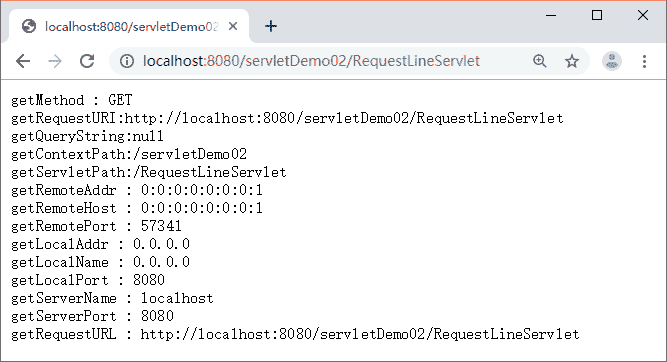 localhost:8080/servletDemo02
localhost:8080/servletDemo02/RequestLineServlet
getMethod : GET
getRequestURI:http://localhost:8080/servletDemo02/RequestLineServlet
getQueryString:null
getContextPath:/servletDemo02
getServletPath:/RequestLineServlet
getRemoteAddr : 0:0:0:0:0:0:0:1
getRemoteHost : 0:0:0:0:0:0:0:1
getRemotePort : 57341
getLocalAddr : 0.0.0.0
getLocalName : 0.0.0.0
getLocalPort : 8080
getServerName : localhost
getServerPort : 8080
getRequestURL : http://localhost:8080/servletDemo02/RequestLineServlet